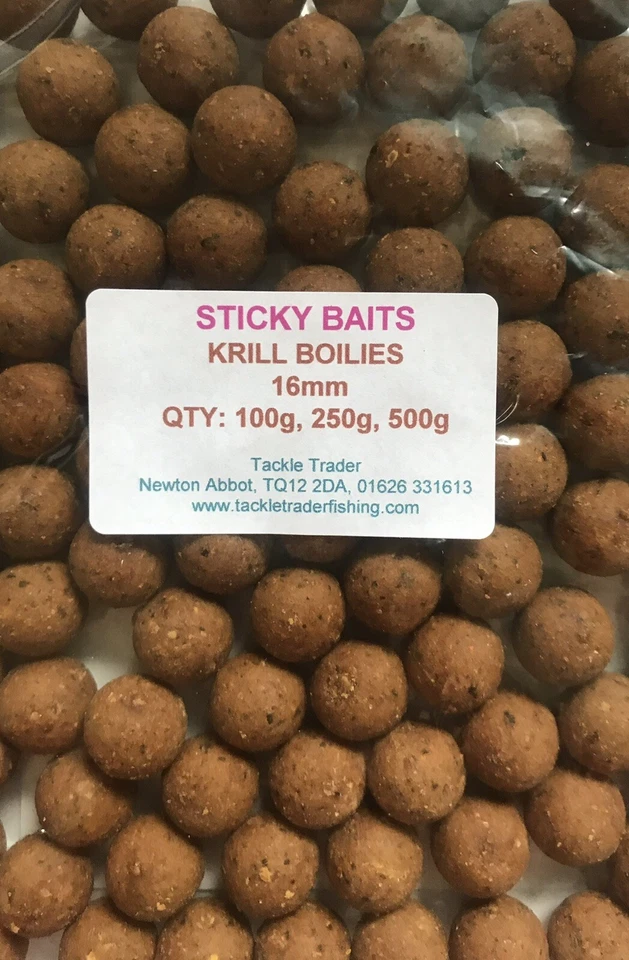 STICKY BAITS
KRILL BOILIES
16mm
QTY: 100g, 250g, 500g
Tackle Trader
Newton Abbot, TQ12 2DA, 01626 331613
www.tackletraderfishing.com